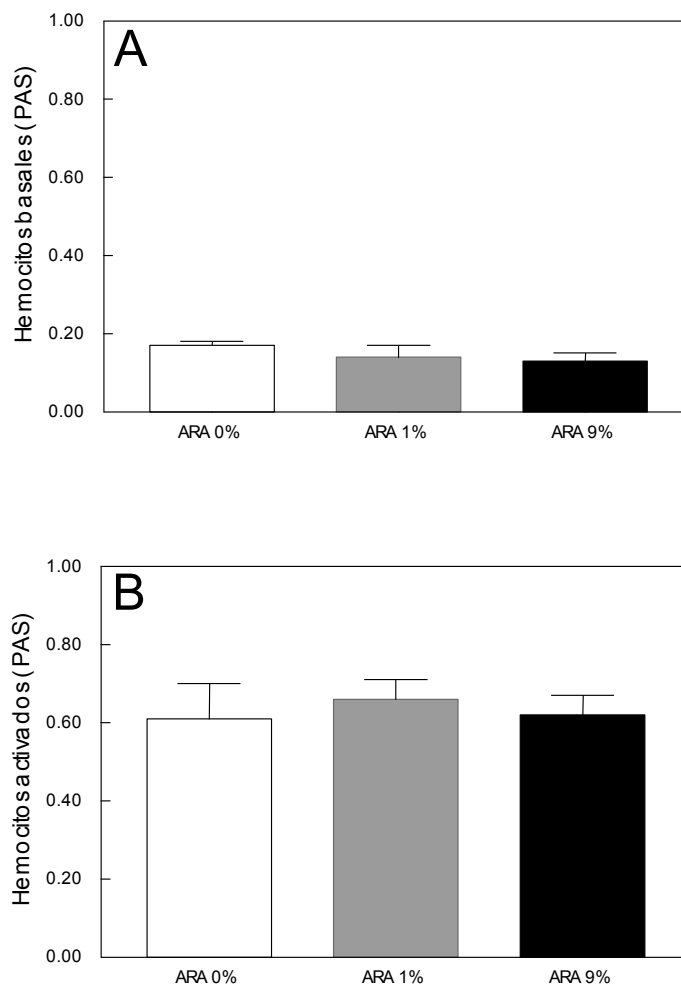 A
Hemocitos basales (PAS)
1.00
0.80
0.60
0.40
0.20
0.00
ARA 0% ARA 1% ARA 9%
B
Hemocitos activados (PAS)
1.00
0.80
0.60
0.40
0.20
0.00
ARA 0% ARA 1% ARA 9%